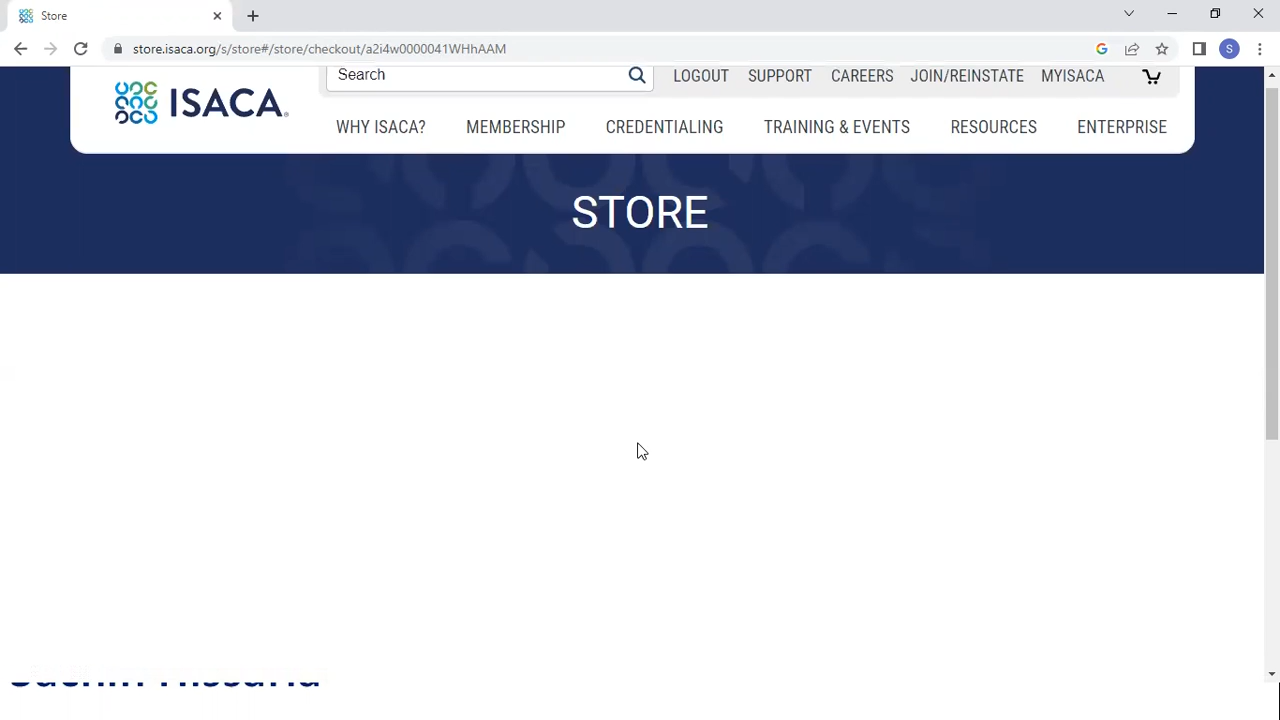 Store
store.isaca.org/s/store#/store/checkout/a2i4w0000041WHhAAM
S
Search
LOGOUT SUPPORT CAREERS JOIN/REINSTATE MYISACA
ISACA®
WHY ISACA? MEMBERSHIP CREDENTIALING TRAINING & EVENTS RESOURCES ENTERPRISE
STORE